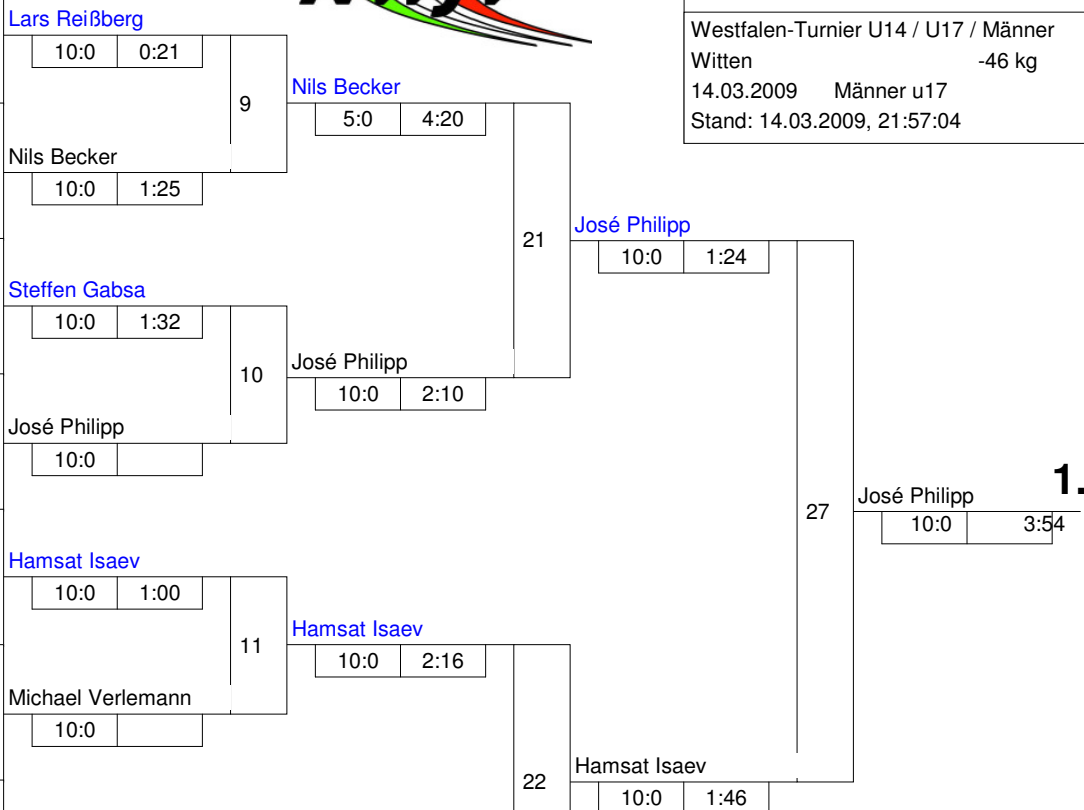 Lars Reißberg
10:0 0:21
9
Nils Becker
5:0 4:20
Nils Becker
10:0 1:25
Westfalen-Turnier U14 / U17 / Männer
Witten -46 kg
14.03.2009 Männer u17
Stand: 14.03.2009, 21:57:04
21
José Philipp
10:0 1:24
Steffen Gabsa
10:0 1:32
10
José Philipp
10:0 2:10
José Philipp
10:0
27
José Philipp 1.
10:0 3:54
Hamsat Isaev
10:0 1:00
11
Hamsat Isaev
10:0 2:16
Michael Verlemann
10:0
22
Hamsat Isaev
10:0 1:46